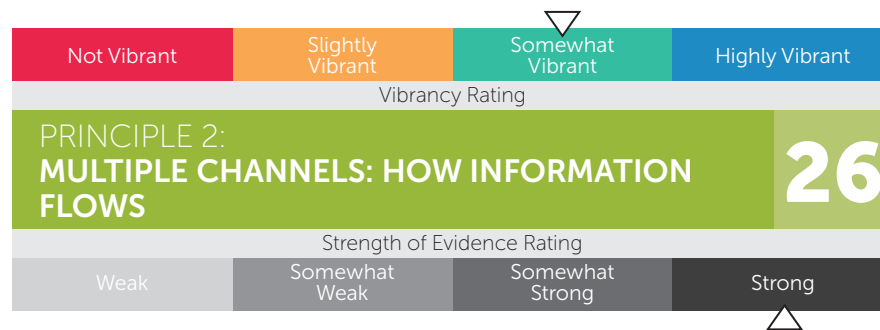 Not Vibrant
Slightly
Vibrant
Somewhat
Vibrant
Highly Vibrant
Vibrancy Rating
PRINCIPLE 2:
MULTIPLE CHANNELS: HOW INFORMATION
FLOWS
26
Strength of Evidence Rating
Weak
Somewhat
Weak
Somewhat
Strong
Strong